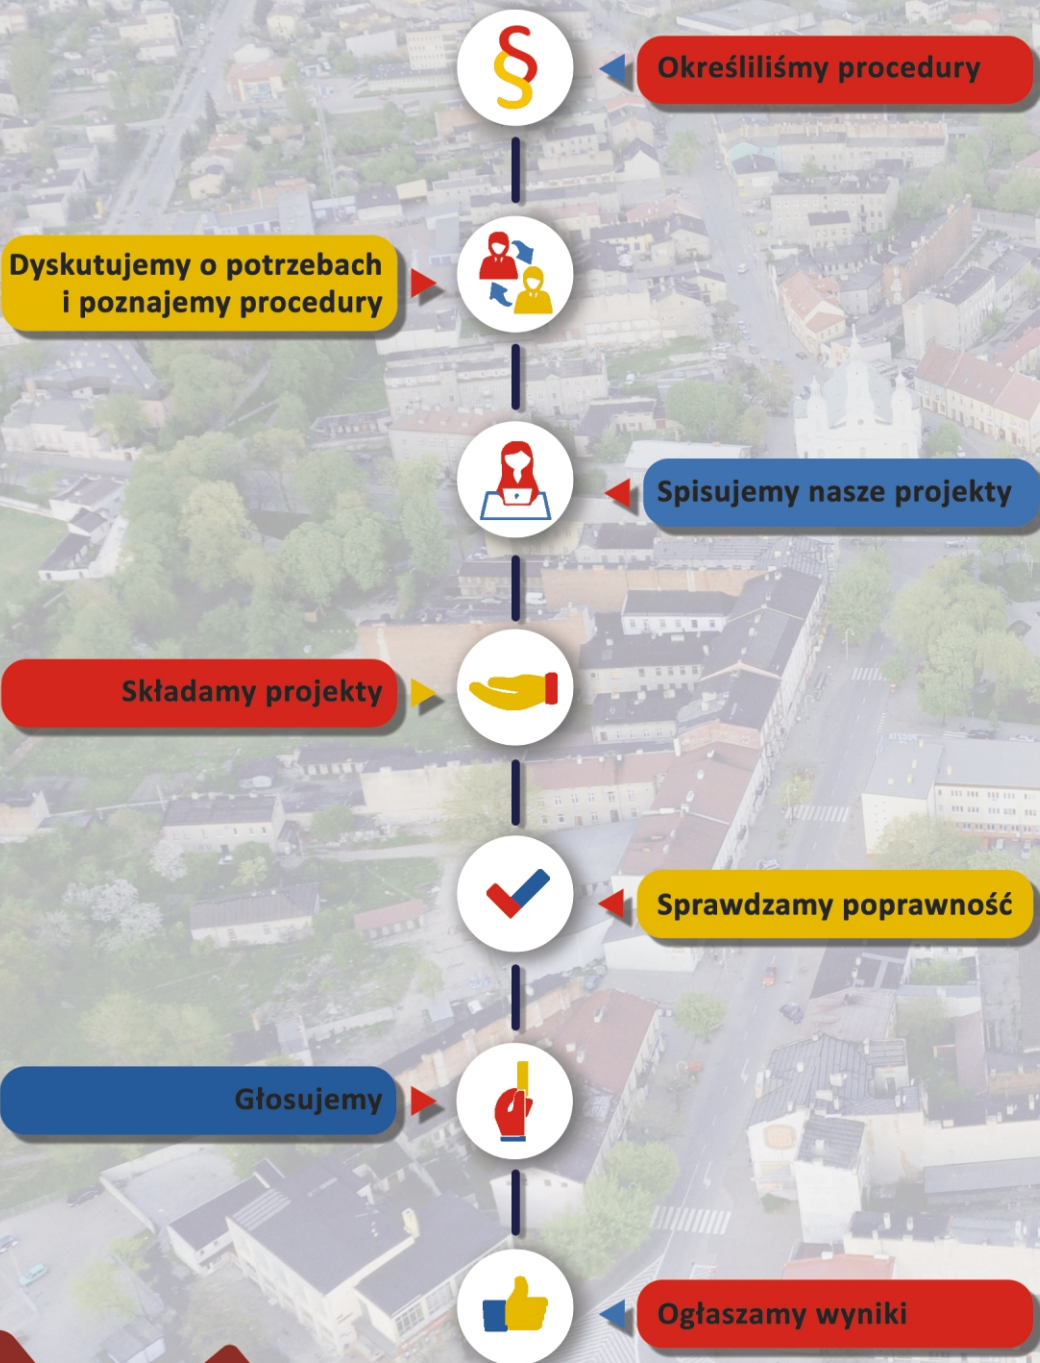 Określiliśmy procedury
Dyskutujemy o potrzebach
i poznajemy procedury
Spisujemy nasze projekty
Składamy projekty
Sprawdzamy poprawność
Głosujemy
Ogłaszamy wyniki